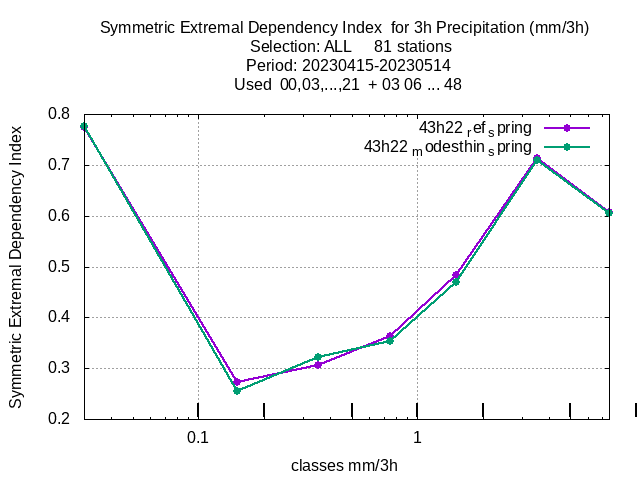 Symmetric Extremal Dependency Index  for 3h Precipitation (mm/3h)
Selection: ALL     81 stations
Period: 20230415-20230514
Used  00,03,...,21  + 03 06 ... 48
43h22 ref spring
43h22 modesthin spring
Symmetric Extremal Dependency Index
0.8
0.7
0.6
0.5
0.4
0.3
0.2
0.1 1
classes mm/3h